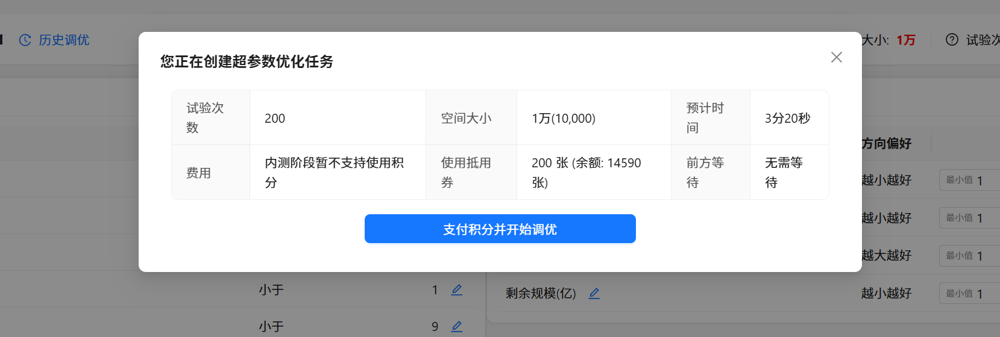 1 历史调优
大小: 1万 试验次
您正在创建超参数优化任务
试验次
数
200
空间大小
1万(10,000)
预计时
间
3分20秒
费用
内测阶段暂不支持使用积
分
使用抵用
券
200 张 (余额: 14590
张)
前方等
待
无需等
待
支付积分并开始调优
方向偏好
越小越好 最小值 1
越小越好 最小值 1
越大越好 最小值 1
小于 1
剩余规模(亿) 越小越好 最小值 1
小于 9